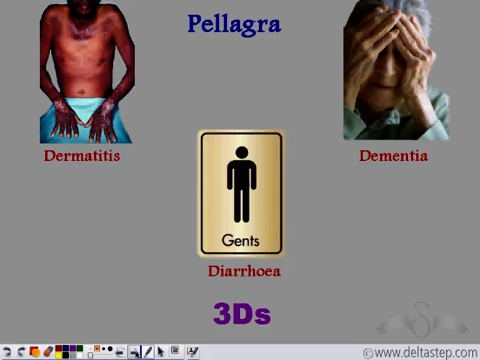 Pellagra
Dermatitis
Dementia
Gents
Diarrhoea
3Ds
©www.deltastep.com